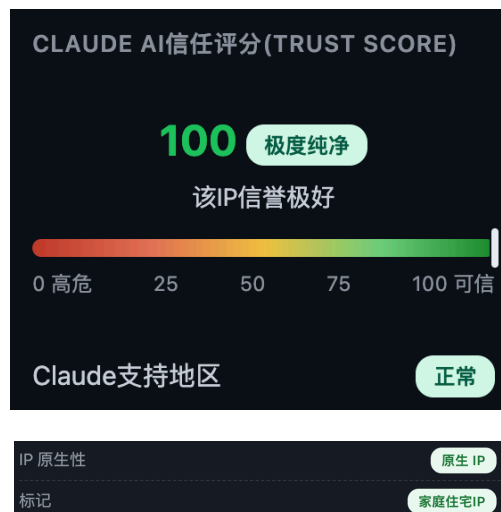 CLAUDE AI信任评分(TRUST SCORE)
100 极度纯净
该IP信誉极好
0 高危 25 50 75 100 可信
Claude支持地区 正常
IP 原生性 原生 IP
标记 家庭住宅IP